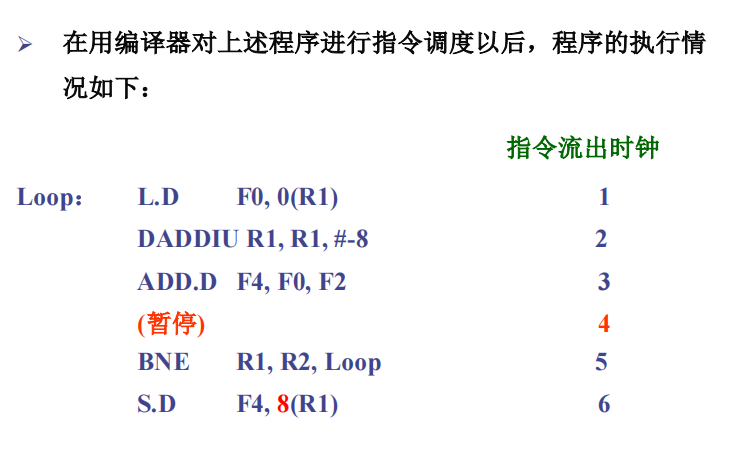 ➢ 在用编译器对上述程序进行指令调度以后，程序的执行情
况如下：
指令流出时钟
Loop： L.D F0, 0(R1) 1
DADDIU R1, R1, #-8 2
ADD.D F4, F0, F2 3
(暂停) 4
BNE R1, R2, Loop 5
S.D F4, 8(R1) 6